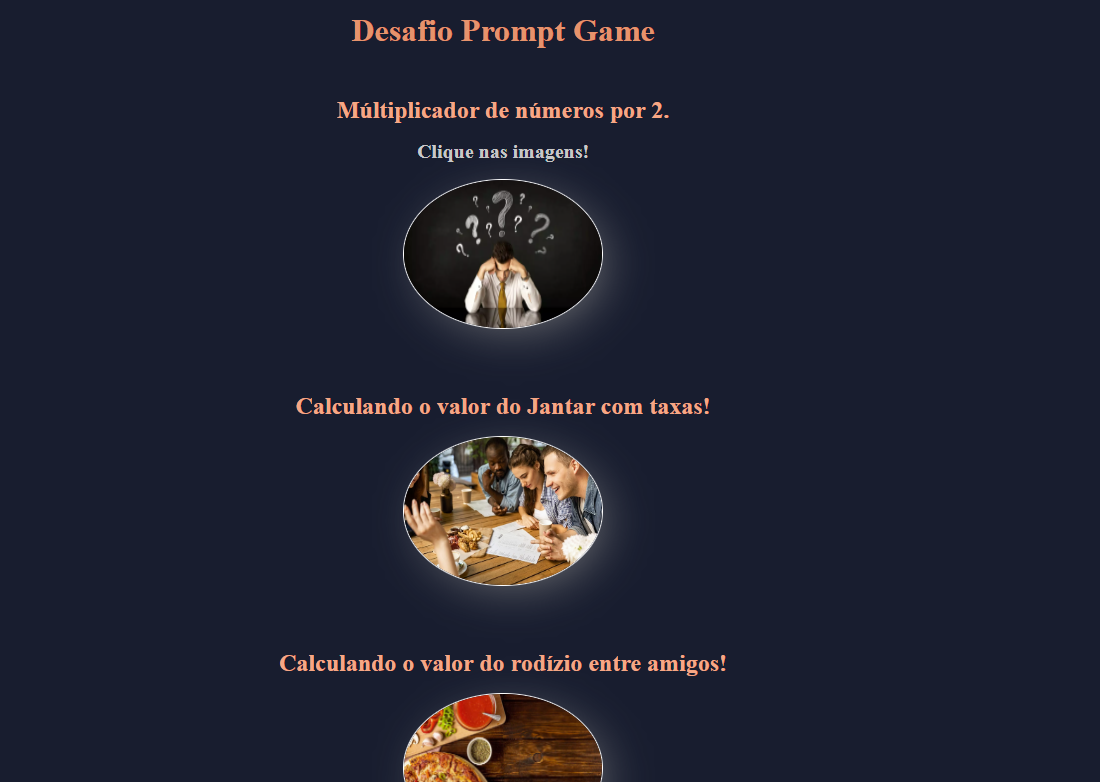 Desafio Prompt Game
Múltiplicador de números por 2.
Clique nas imagens!
Calculando o valor do Jantar com taxas!
Calculando o valor do rodízio entre amigos!